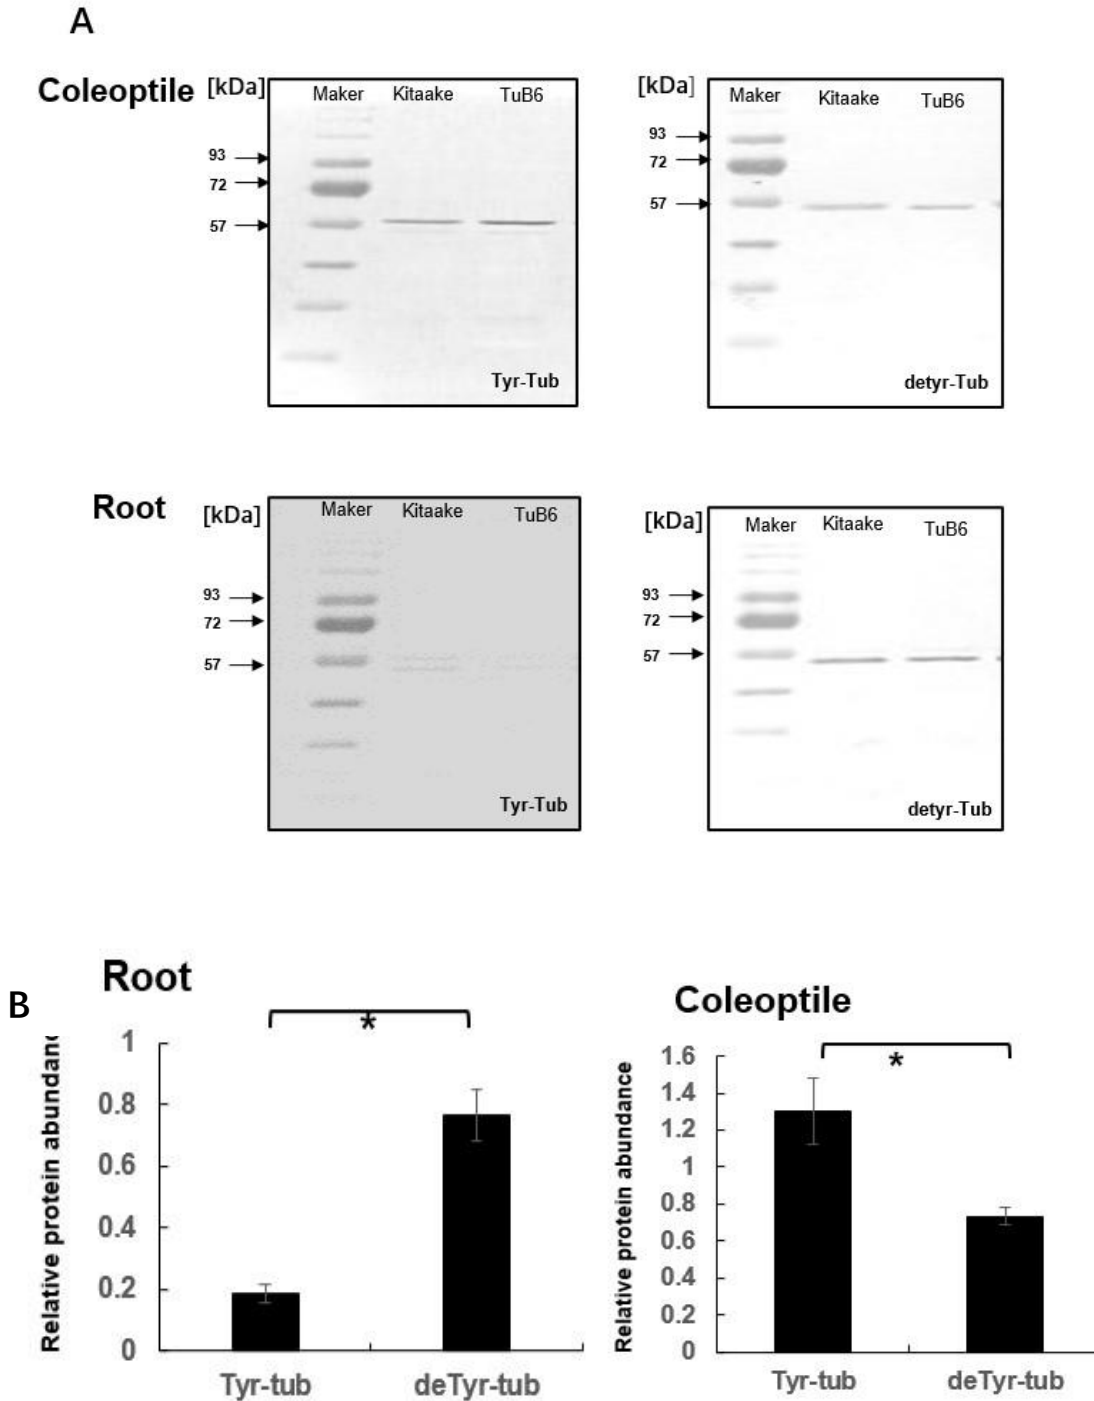 A
Coleoptile
[kDa]
Maker Kitaake TuB6
93
72
57
Tyr-Tub
[kDa]
Maker Kitaake TuB6
93
72
57
detyr-Tub
Root
[kDa]
Maker Kitaake TuB6
93
72
57
Tyr-Tub
[kDa]
Maker Kitaake TuB6
93
72
57
detyr-Tub
B
Root
*
Relative protein abundanc
1
0.8
0.6
0.4
0.2
0
Tyr-tub deTyr-tub
Coleoptile
*
Relative protein abundance
1.6
1.4
1.2
1
0.8
0.6
0.4
0.2
0
Tyr-tub deTyr-tub